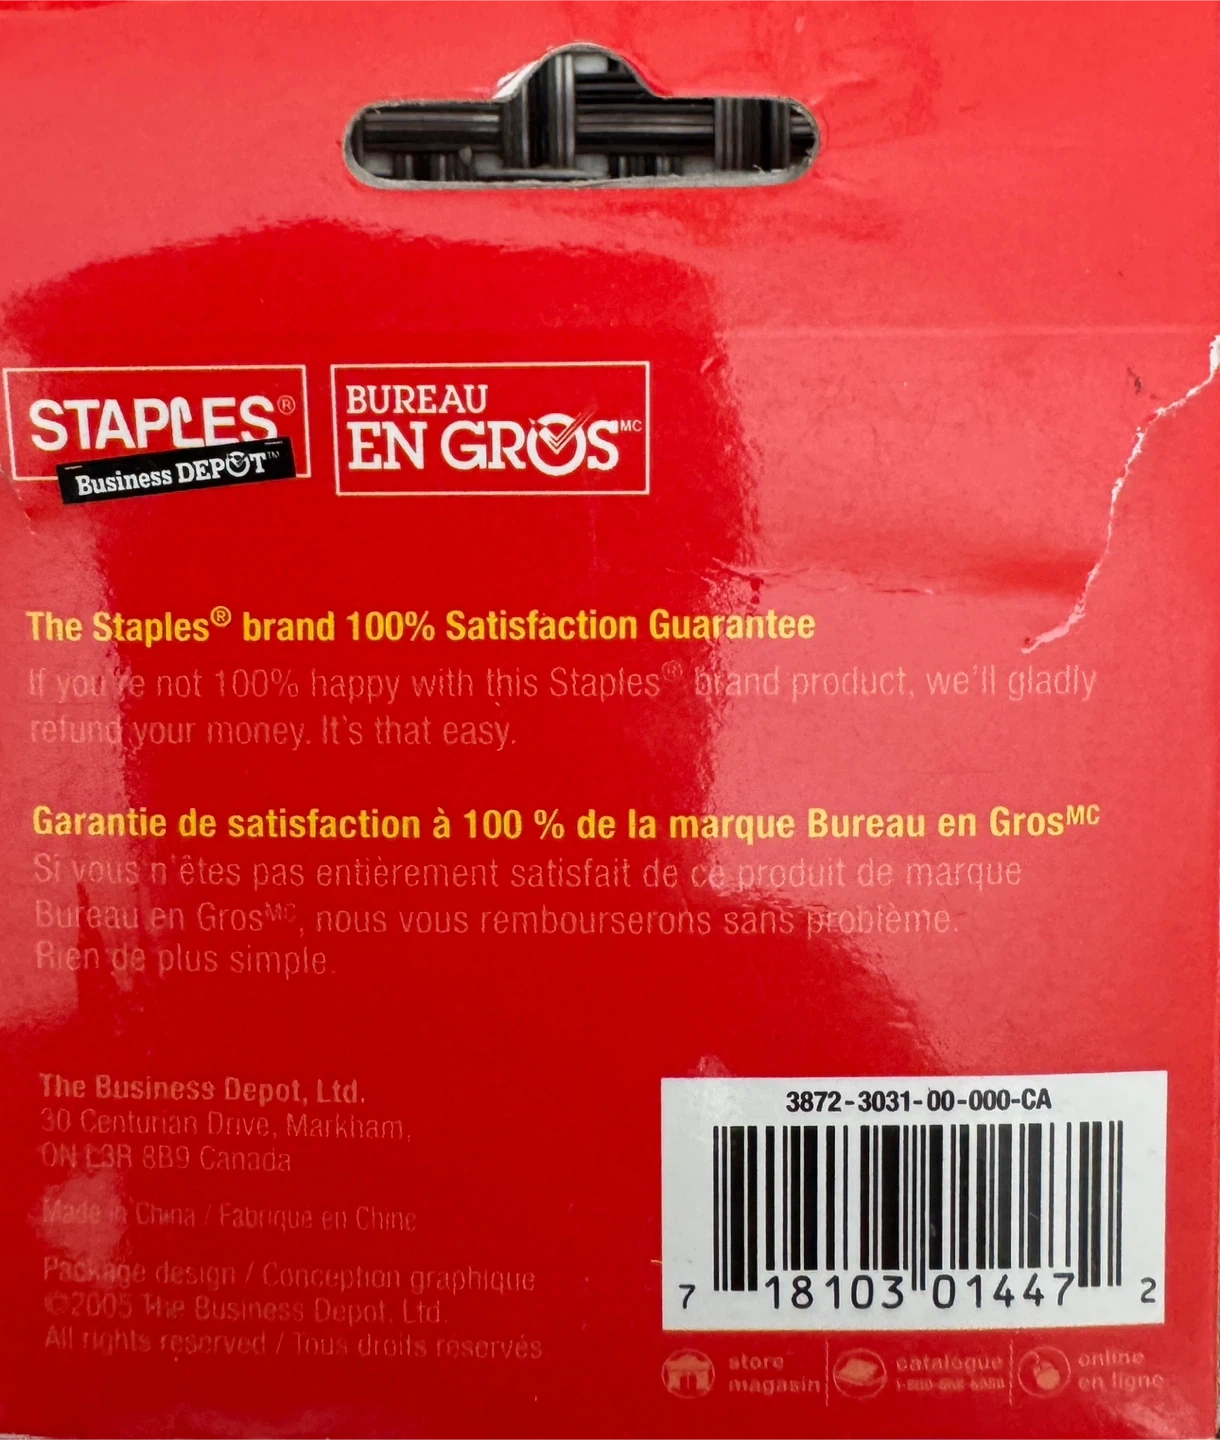 STAPLES®
Business DEPOT™
BUREAU
EN GROS MC
The Staples® brand 100% Satisfaction Guarantee
If you're not 100% happy with this Staples® brand product, we'll gladly
refund your money. It's that easy.
Garantie de satisfaction à 100 % de la marque Bureau en GrosMC
Si vous n'êtes pas entièrement satisfait de ce produit de marque
Bureau en GrosMC, nous vous rembourserons sans problème.
Rien de plus simple.
The Business Depot, Ltd.
30 Centurian Drive, Markham,
ON L3R 8B9 Canada
Made in China / Fabriqué en Chine
Package design / Conception graphique
©2005 The Business Depot, Ltd.
All rights reserved / Tous droits réservés
3872-3031-00-000-CA
7 18103 01447 2
store
magasin
catalogue
online
en ligne